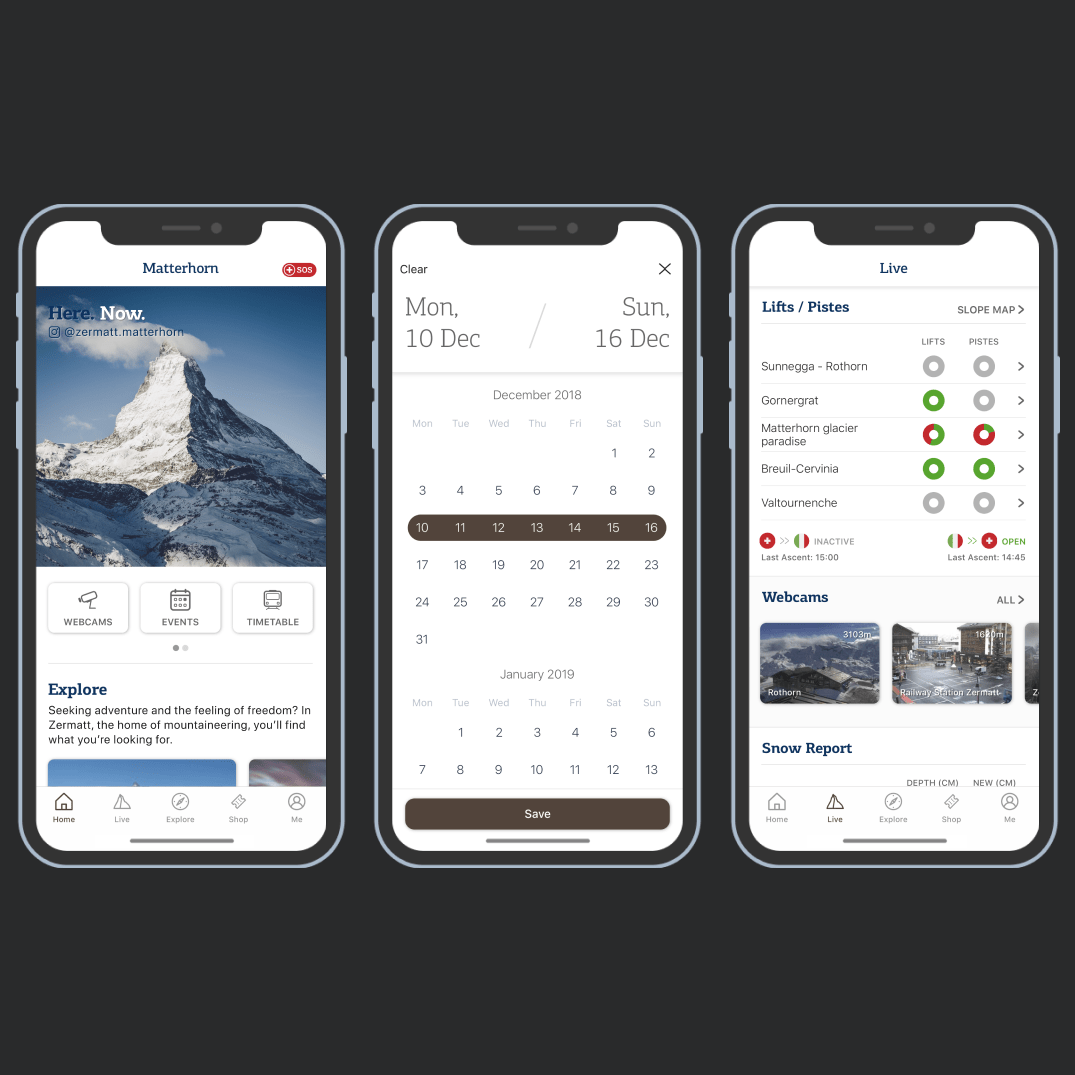 Matterhorn
SOS
Here. Now.
@zermatt.matterhorn
WEBCAMS
EVENTS
TIMETABLE
Explore
Seeking adventure and the feeling of freedom? In
Zermatt, the home of mountaineering, you’ll find
what you’re looking for.
Home Live Explore Shop Me
Clear
Mon, Sun,
10 Dec 16 Dec
December 2018
Mon Tue Wed Thu Fri Sat Sun
1 2
3 4 5 6 7 8 9
10 11 12 13 14 15 16
17 18 19 20 21 22 23
24 25 26 27 28 29 30
31
January 2019
Mon Tue Wed Thu Fri Sat Sun
1 2 3 4 5 6
7 8 9 10 11 12 13
Save
Live
Lifts / Pistes SLOPE MAP
LIFTS PISTES
Sunnegga - Rothorn
Gornergrat
Matterhorn glacier
paradise
Breuil-Cervinia
Valtournenche
INACTIVE OPEN
Last Ascent: 15:00 Last Ascent: 14:45
Webcams ALL
3103m 1620m
Rothorn Railway Station Zermatt
Snow Report
DEPTH (CM) NEW (CM)
Home Live Explore Shop Me